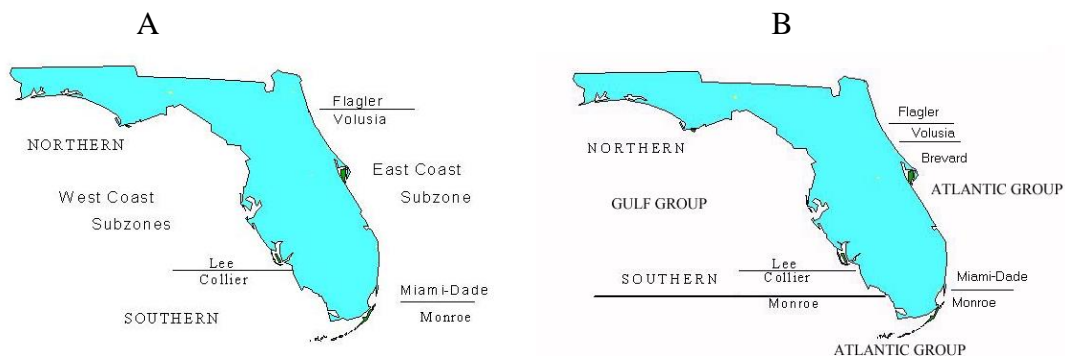 A
Flagler
Volusia
NORTHERN
East Coast
Subzone
West Coast
Subzones
Lee
Collier
Miami-Dade
Monroe
SOUTHERN
B
Flagler
Volusia
NORTHERN
Brevard
ATLANTIC GROUP
GULF GROUP
Lee
SOUTHERN
Collier
Miami-Dade
Monroe
Monroe
ATLANTIC GROUP